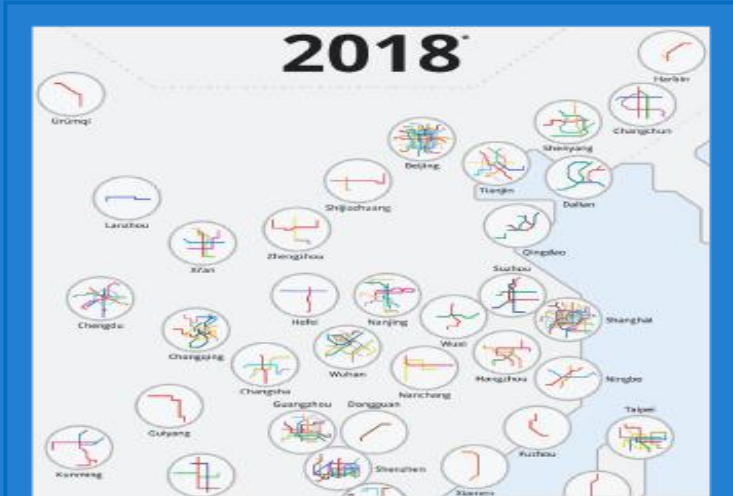 2018*
Harbin
Ürümqi
Changchun
Shenyang
Beijing
Tianjin
Dalian
Shijiazhuang
Lanzhou
Zhengzhou
Qingdao
Xi'an
Suzhou
Chengdu
Hefei
Nanjing
Shanghai
Wuxi
Chongqing
Wuhan
Hangzhou
Changsha
Nanchang
Ningbo
Guangzhou
Dongguan
Taipei
Guiyang
Fuzhou
Kunming
Shenzhen
Xiamen